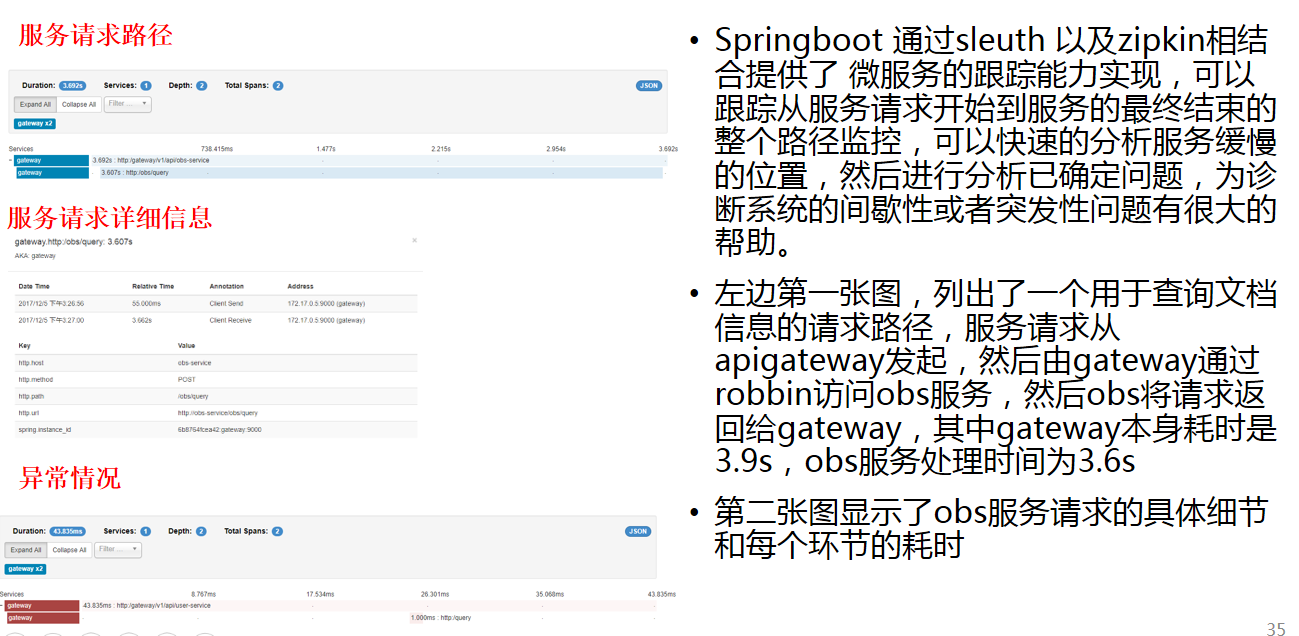 服务请求路径
Duration: 3.692s Services: 1 Depth: 2 Total Spans: 2 JSON
Expand All Collapse All Filter ...
gateway x2
Services 738.415ms 1.477s 2.215s 2.954s 3.692s
- gateway 3.692s : http:/gateway/v1/api/obs-service
gateway 3.607s : http:/obs/query
服务请求详细信息
gateway.http:/obs/query: 3.607s ×
AKA: gateway
Date Time Relative Time Annotation Address
2017/12/5 下午3:26:56 55.000ms Client Send 172.17.0.5:9000 (gateway)
2017/12/5 下午3:27:00 3.662s Client Receive 172.17.0.5:9000 (gateway)
Key Value
http.host obs-service
http.method POST
http.path /obs/query
http.url http://obs-service/obs/query
spring.instance_id 6b8764fcea42:gateway:9000
异常情况
Duration: 43.835ms Services: 1 Depth: 2 Total Spans: 2 JSON
Expand All Collapse All Filter ...
gateway x2
Services 8.767ms 17.534ms 26.301ms 35.068ms 43.835ms
- gateway 43.835ms : http:/gateway/v1/api/user-service
gateway 1.000ms : http:/query
• Springboot 通过sleuth 以及zipkin相结
合提供了 微服务的跟踪能力实现，可以
跟踪从服务请求开始到服务的最终结束的
整个路径监控，可以快速的分析服务缓慢
的位置，然后进行分析已确定问题，为诊
断系统的间歇性或者突发性问题有很大的
帮助。
• 左边第一张图，列出了一个用于查询文档
信息的请求路径，服务请求从
apigateway发起，然后由gateway通过
robbin访问obs服务，然后obs将请求返
回给gateway，其中gateway本身耗时是
3.9s，obs服务处理时间为3.6s
• 第二张图显示了obs服务请求的具体细节
和每个环节的耗时
35